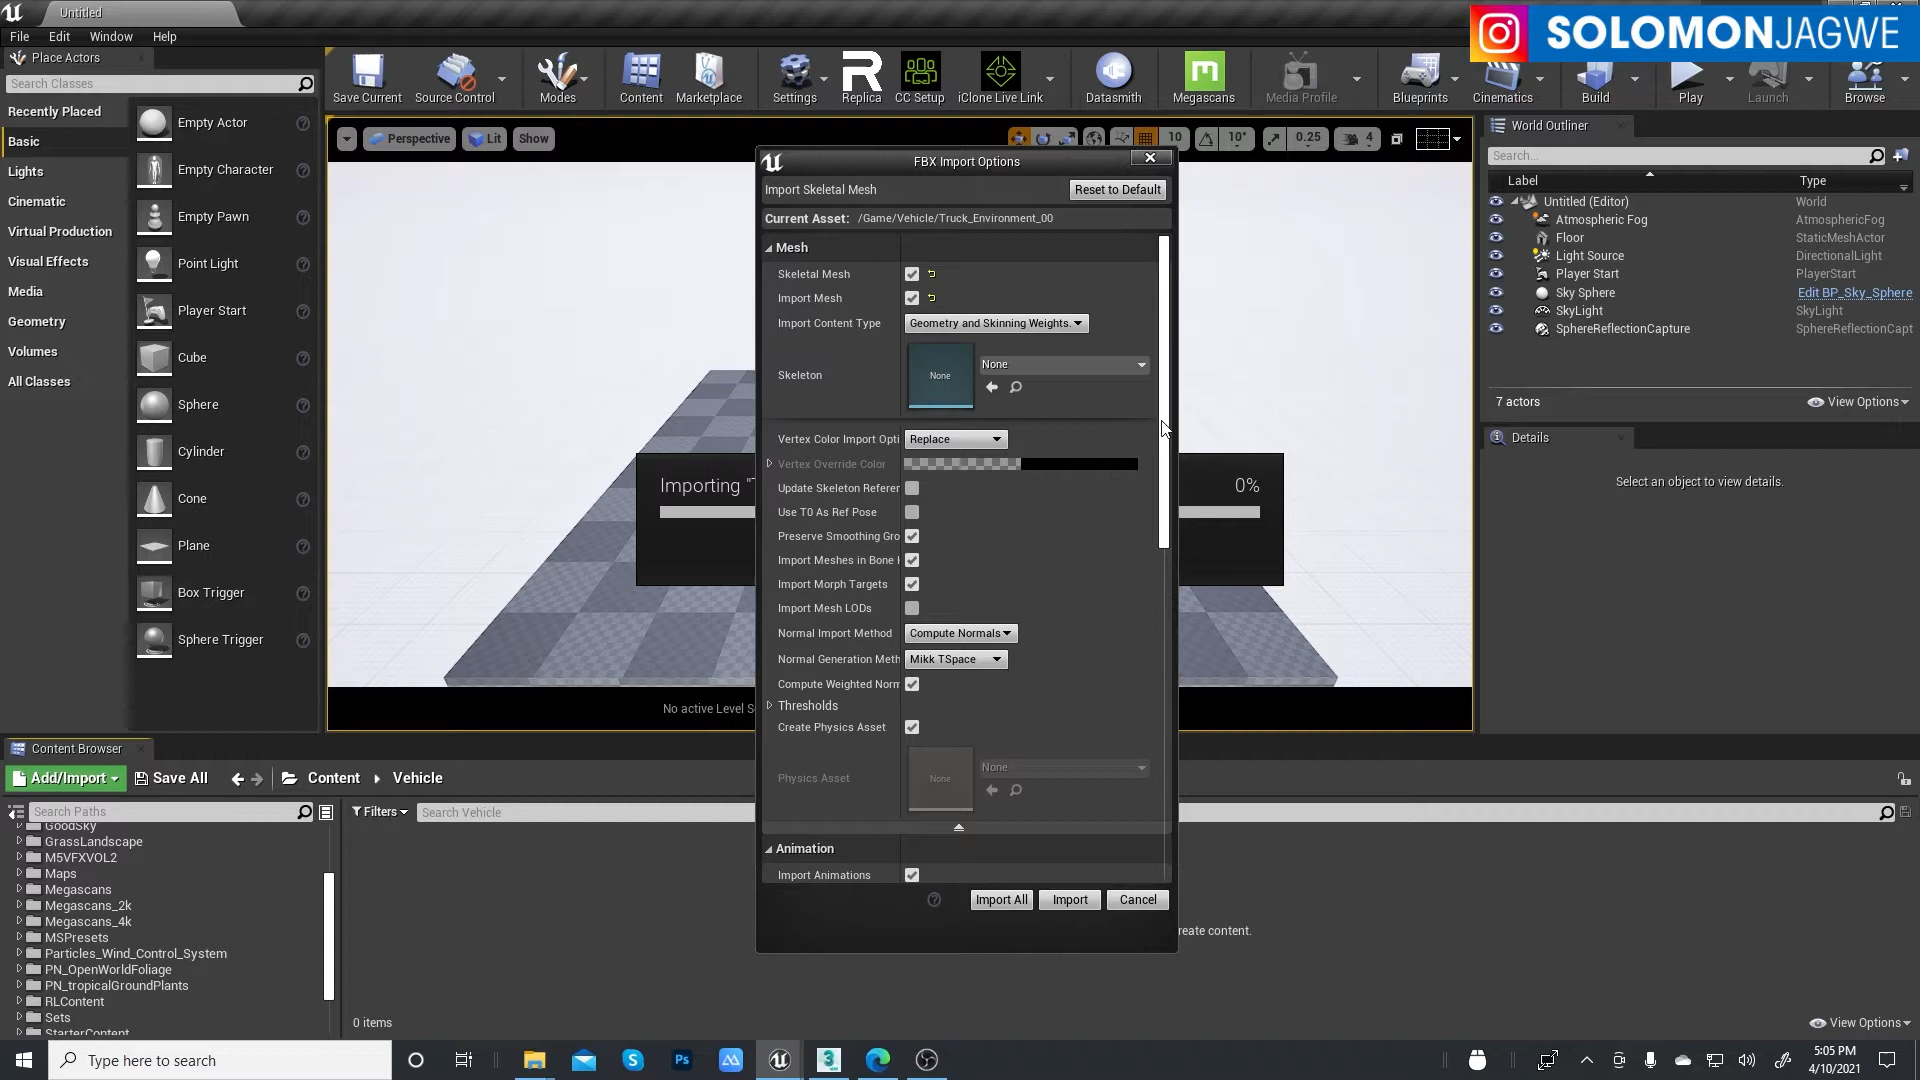 Untitled
SOLOMONJAGWE
File Edit Window Help
Place Actors
Search Classes
Recently Placed
Basic
Lights
Cinematic
Virtual Production
Visual Effects
Media
Geometry
Volumes
All Classes
Empty Actor
Empty Character
Empty Pawn
Point Light
Player Start
Cube
Sphere
Cylinder
Cone
Plane
Box Trigger
Sphere Trigger
Save Current
Source Control
Modes
Content
Marketplace
Settings
Replica
CC Setup
iClone Live Link
Datasmith
Megascans
Media Profile
Blueprints
Cinematics
Build
Play
Launch
Browse
Perspective Lit Show
10 10° 0.25 4
Importing "T
0%
No active Level S
FBX Import Options
Import Skeletal Mesh Reset to Default
Current Asset: /Game/Vehicle/Truck_Environment_00
Mesh
Skeletal Mesh
Import Mesh
Import Content Type Geometry and Skinning Weights.
Skeleton None None
Vertex Color Import Opti Replace
Vertex Override Color
Update Skeleton Referer
Use T0 As Ref Pose
Preserve Smoothing Gro
Import Meshes in Bone H
Import Morph Targets
Import Mesh LODs
Normal Import Method Compute Normals
Normal Generation Meth Mikk TSpace
Compute Weighted Norm
Thresholds
Create Physics Asset
Physics Asset None None
Animation
Import Animations
Import All Import Cancel
World Outliner
Search...
Label Type
Untitled (Editor) World
Atmospheric Fog AtmosphericFog
Floor StaticMeshActor
Light Source DirectionalLight
Player Start PlayerStart
Sky Sphere Edit BP_Sky_Sphere
SkyLight SkyLight
SphereReflectionCapture SphereReflectionCapt
7 actors View Options
Details
Select an object to view details.
Content Browser
Add/Import Save All Content Vehicle
Search Paths
Filters Search Vehicle
GoodSky
GrassLandscape
M5VFXVOL2
Maps
Megascans
Megascans_2k
Megascans_4k
MSPresets
Particles_Wind_Control_System
PN_OpenWorldFoliage
PN_tropicalGroundPlants
RLContent
Sets
StarterContent
reate content.
0 items
View Options
Type here to search
5:05 PM
4/10/2021